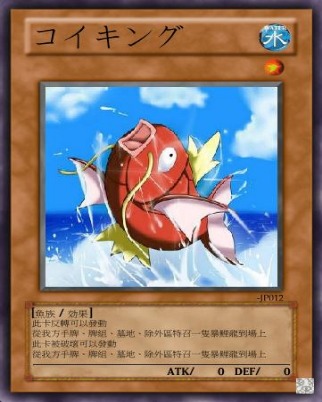 コイキング
水
-JP012
[魚族 / 効果]
此卡反轉可以發動
從我方手牌、牌組、墓地、除外區特召一隻暴鯉龍到場上
此卡被破壞可以發動
從我方手牌、牌組、墓地、除外區特召一隻暴鯉龍到場上
ATK/ 0 DEF/ 0